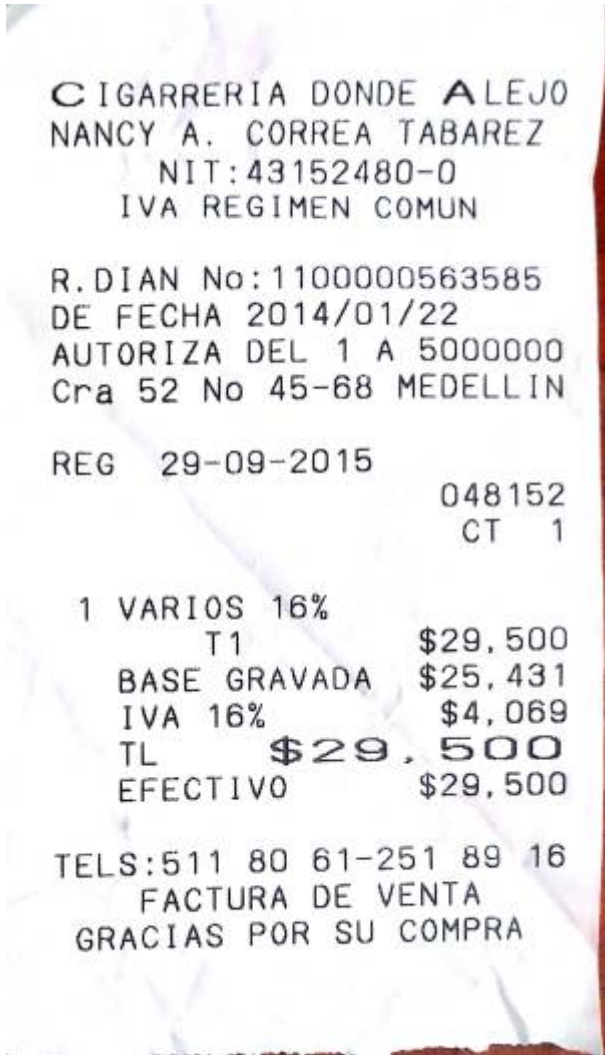 CIGARRERIA DONDE ALEJO
NANCY A. CORREA TABAREZ
NIT:43152480-0
IVA REGIMEN COMUN
R.DIAN No:1100000563585
DE FECHA 2014/01/22
AUTORIZA DEL 1 A 5000000
Cra 52 No 45-68 MEDELLIN
REG 29-09-2015
048152
CT 1
1 VARIOS 16%
T1 $29,500
BASE GRAVADA $25,431
IVA 16% $4,069
TL $29,500
EFECTIVO $29,500
TELS:511 80 61-251 89 16
FACTURA DE VENTA
GRACIAS POR SU COMPRA